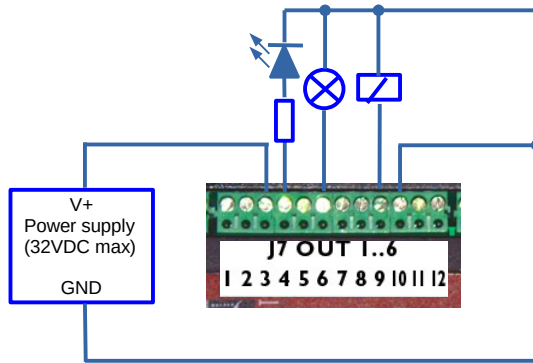 V+
Power supply
(32VDC max)
GND
J7 OUT 1..6
1 2 3 4 5 6 7 8 9 10 11 12